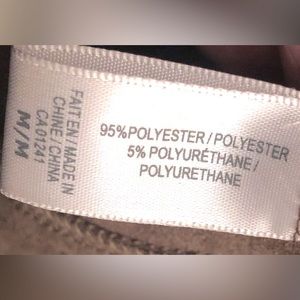 95% POLYESTER / POLYESTER
5% POLYURÉTHANE /
POLYURETHANE
FAIT EN / MADE IN
CHINE / CHINA
CA 01241
M/M